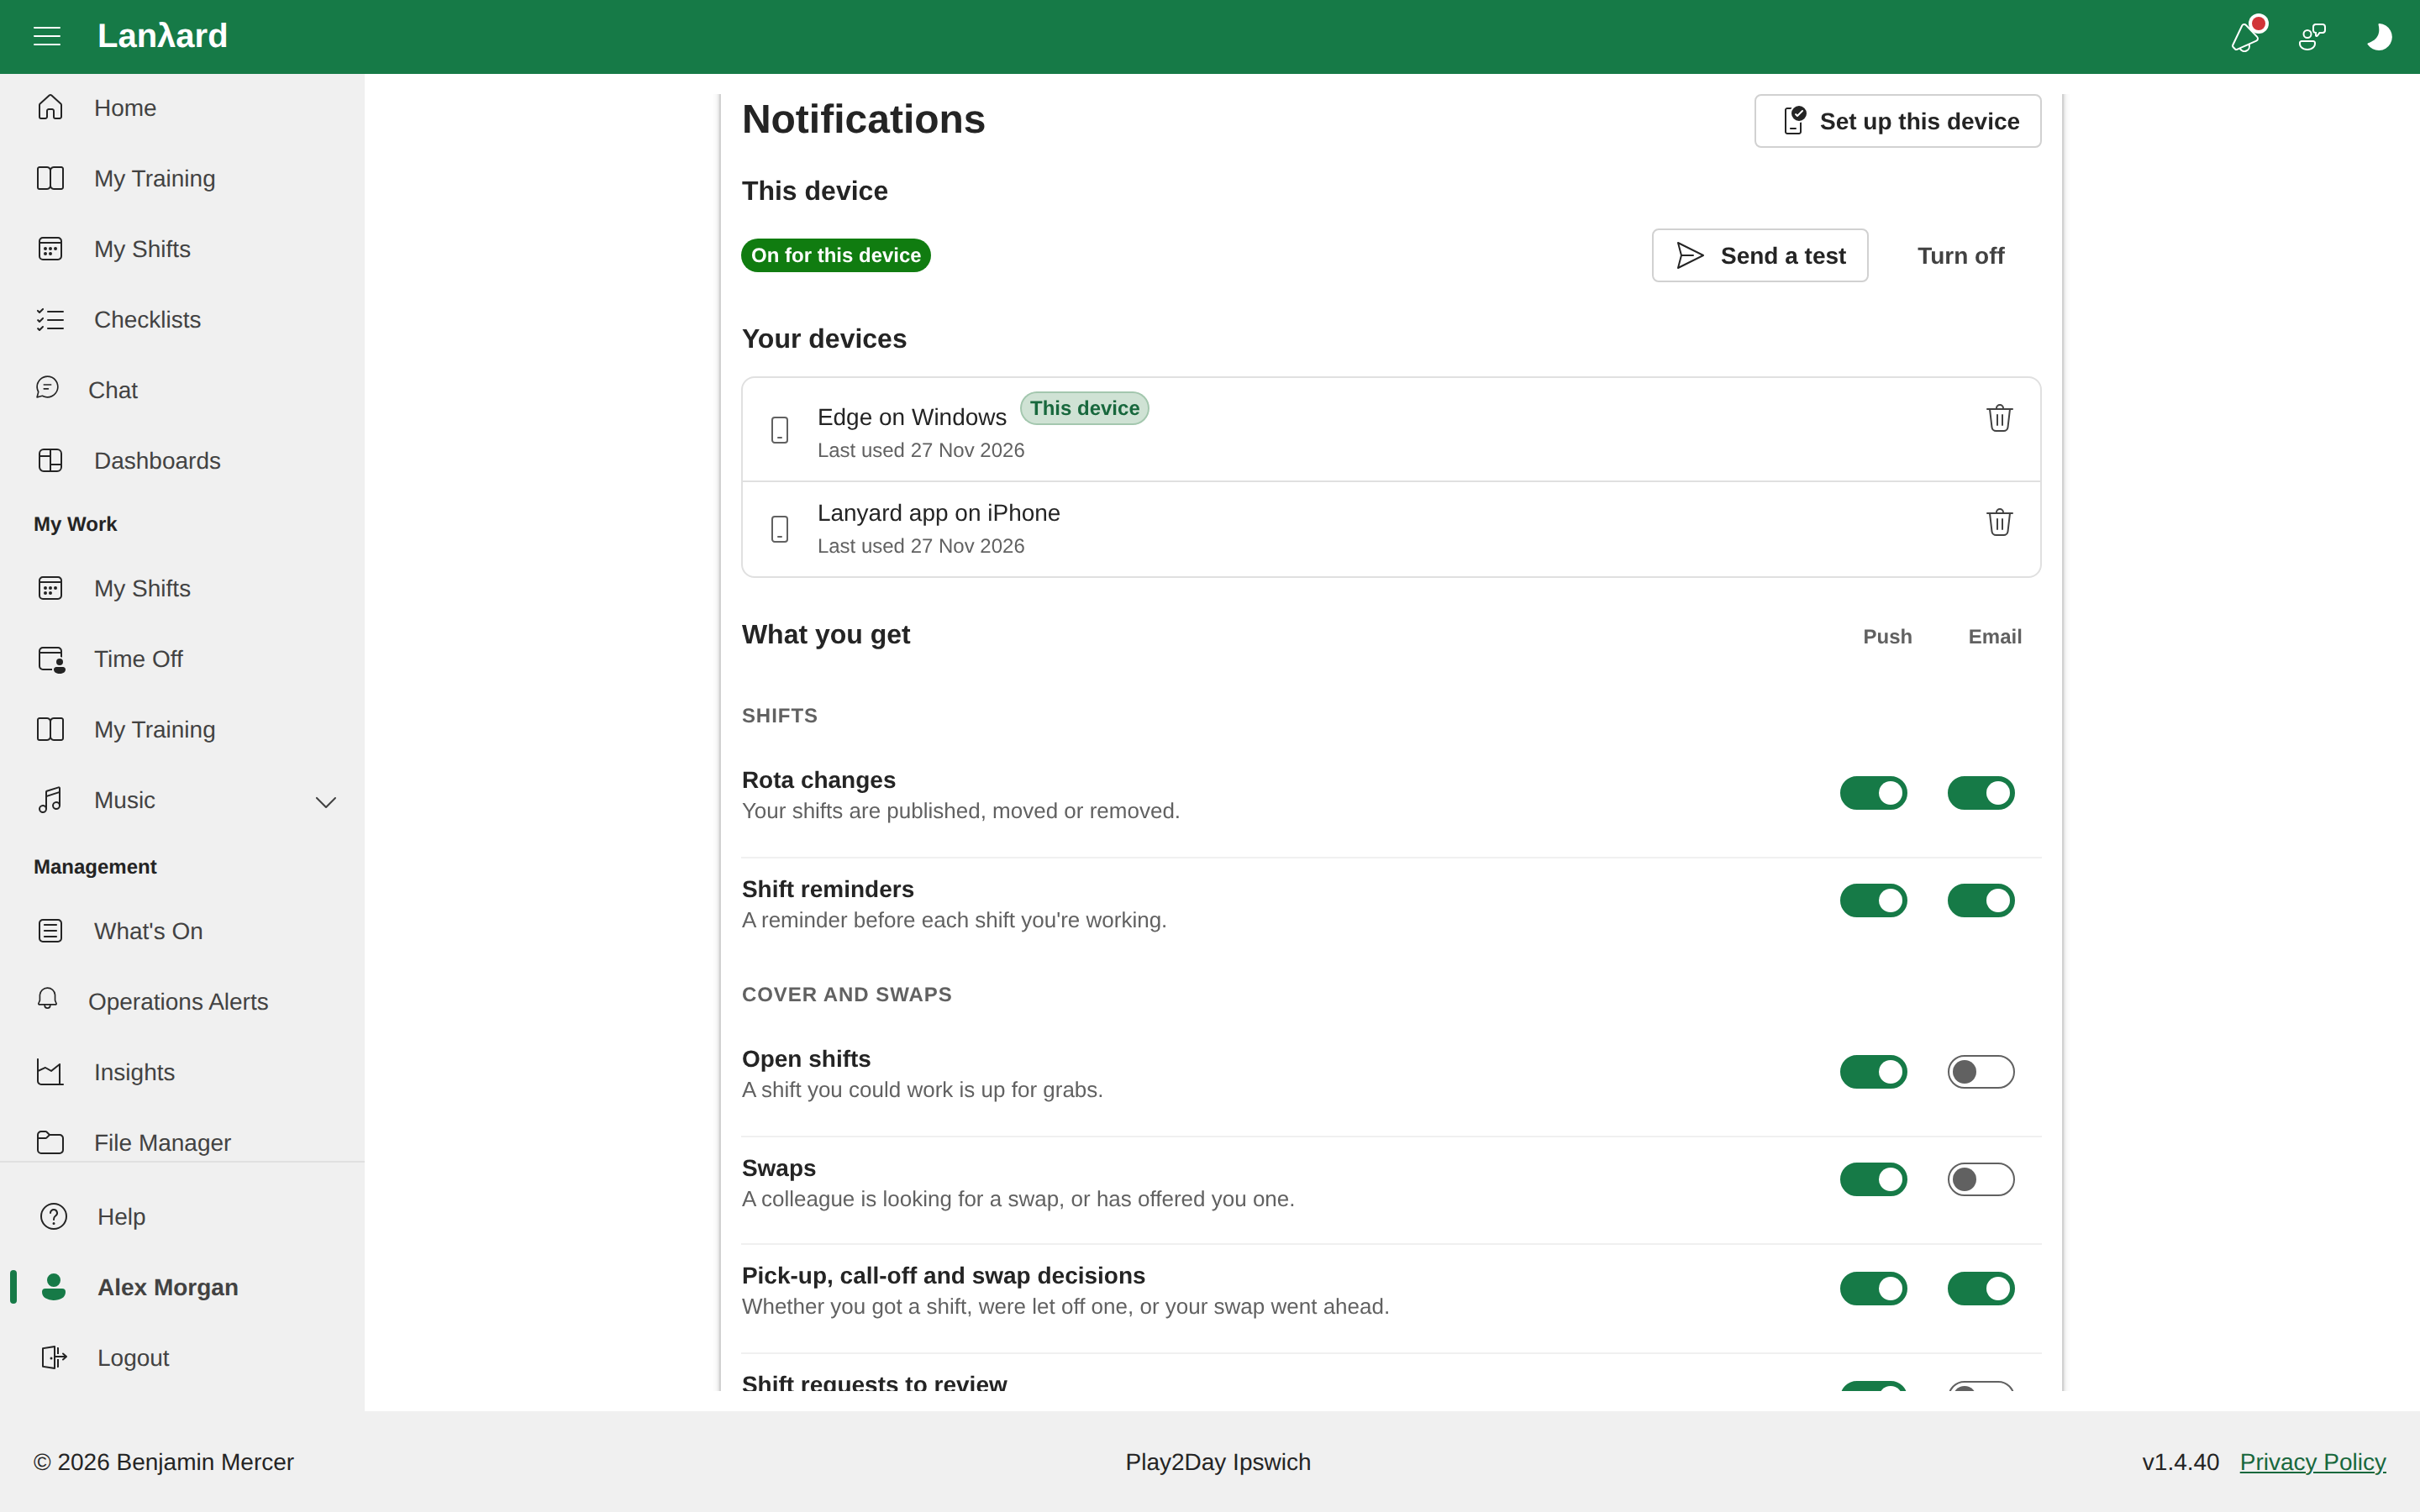 Lanλard
Home
My Training
My Shifts
Checklists
Chat
Dashboards
My Work
My Shifts
Time Off
My Training
Music
Management
What's On
Operations Alerts
Insights
File Manager
Help
Alex Morgan
Logout
Notifications
Set up this device
This device
On for this device
Send a test
Turn off
Your devices
Edge on Windows This device
Last used 27 Nov 2026
Lanyard app on iPhone
Last used 27 Nov 2026
What you get
Push Email
SHIFTS
Rota changes
Your shifts are published, moved or removed.
Shift reminders
A reminder before each shift you're working.
COVER AND SWAPS
Open shifts
A shift you could work is up for grabs.
Swaps
A colleague is looking for a swap, or has offered you one.
Pick-up, call-off and swap decisions
Whether you got a shift, were let off one, or your swap went ahead.
Shift requests to review
© 2026 Benjamin Mercer
Play2Day Ipswich
v1.4.40 Privacy Policy